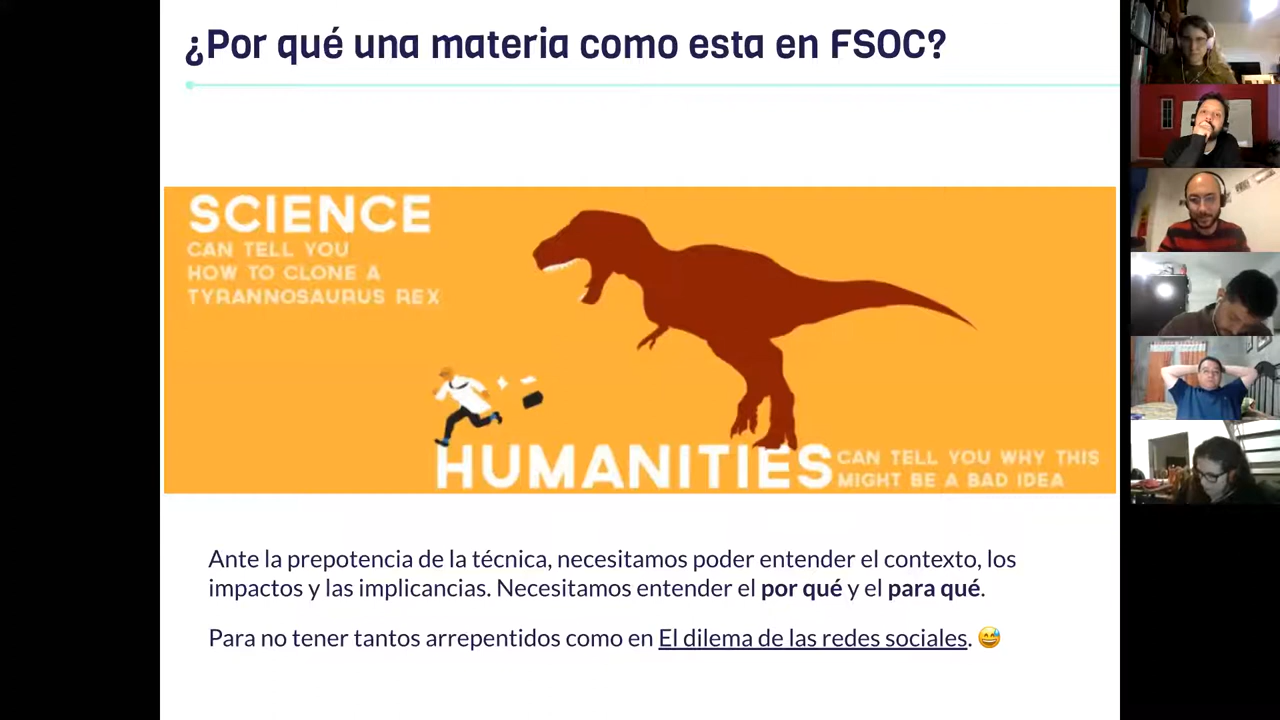 ¿Por qué una materia como esta en FSOC?
SCIENCE
CAN TELL YOU
HOW TO CLONE A
TYRANNOSAURUS REX
HUMANITIES
CAN TELL YOU WHY THIS
MIGHT BE A BAD IDEA
Ante la prepotencia de la técnica, necesitamos poder entender el contexto, los
impactos y las implicancias. Necesitamos entender el por qué y el para qué.
Para no tener tantos arrepentidos como en El dilema de las redes sociales. 😅